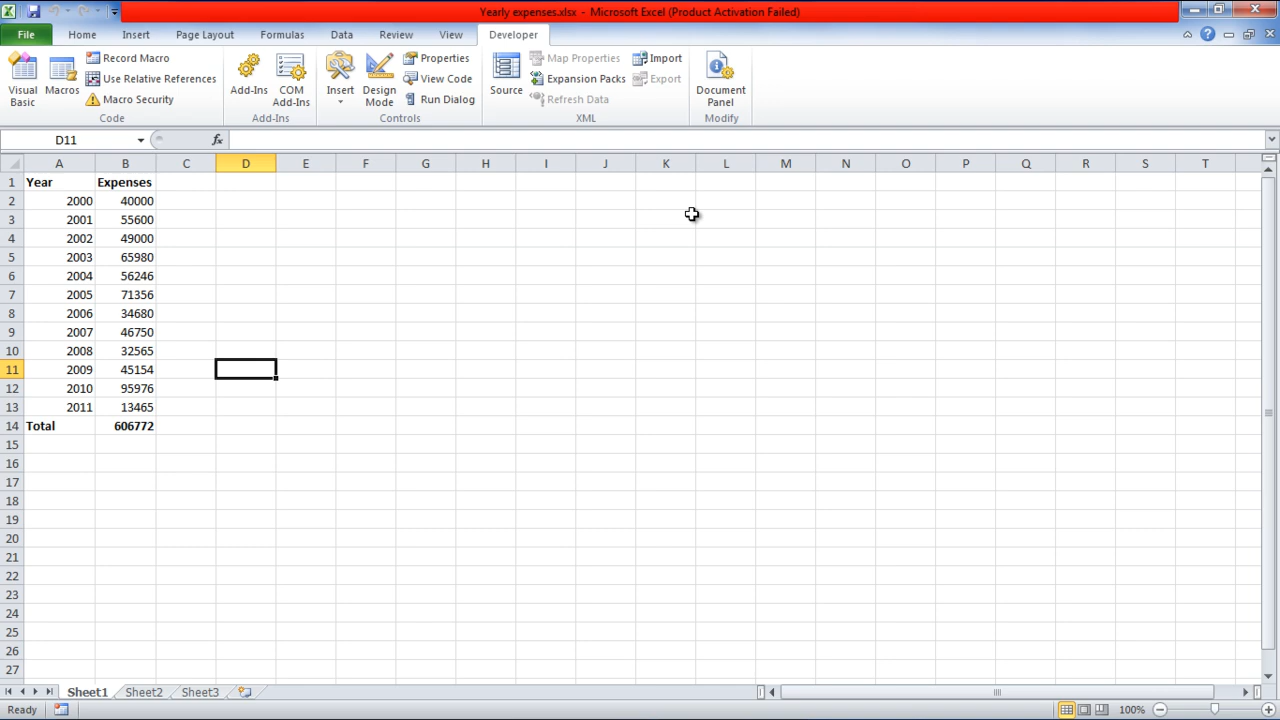 Yearly expenses.xlsx - Microsoft Excel (Product Activation Failed)
File Home Insert Page Layout Formulas Data Review View Developer
Visual Basic
Macros
Record Macro
Use Relative References
Macro Security
Code
Add-Ins
COM Add-Ins
Add-Ins
Insert
Design Mode
Properties
View Code
Run Dialog
Controls
Source
Map Properties
Expansion Packs
Refresh Data
Import
Export
XML
Document Panel
Modify
D11 fx
A B C D E F G H I J K L M N O P Q R S T
1 Year Expenses
2 2000 40000
3 2001 55600
4 2002 49000
5 2003 65980
6 2004 56246
7 2005 71356
8 2006 34680
9 2007 46750
10 2008 32565
11 2009 45154
12 2010 95976
13 2011 13465
14 Total 606772
15
16
17
18
19
20
21
22
23
24
25
26
27
Sheet1 Sheet2 Sheet3
Ready 100%